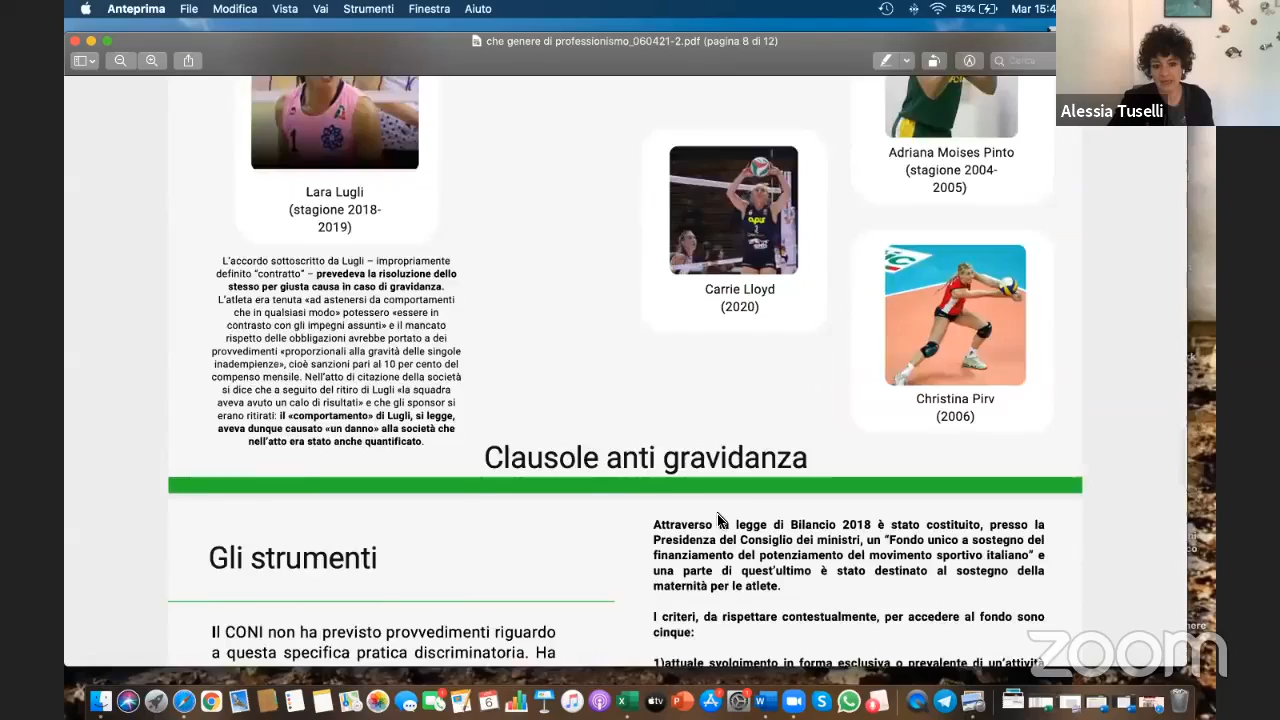 Anteprima File Modifica Vista Vai Strumenti Finestra Aiuto 53% Mar 15:4
che genere di professionismo_060421-2.pdf (pagina 8 di 12)
Cerca
Alessia Tuselli
Adriana Moises Pinto
(stagione 2004-
2005)
Lara Lugli
(stagione 2018-
2019)
Carrie Lloyd
(2020)
Christina Pirv
(2006)
L'accordo sottoscritto da Lugli – impropriamente
definito "contratto" – prevedeva la risoluzione dello
stesso per giusta causa in caso di gravidanza.
L'atleta era tenuta «ad astenersi da comportamenti
che in qualsiasi modo» potessero «essere in
contrasto con gli impegni assunti» e il mancato
rispetto delle obbligazioni avrebbe portato a dei
provvedimenti «proporzionali alla gravità delle singole
inadempienze», cioè sanzioni pari al 10 per cento del
compenso mensile. Nell'atto di citazione della società
si dice che a seguito del ritiro di Lugli «la squadra
aveva avuto un calo di risultati» e che gli sponsor si
erano ritirati: il «comportamento» di Lugli, si legge,
aveva dunque causato «un danno» alla società che
nell'atto era stato anche quantificato.
Clausole anti gravidanza
Gli strumenti
Il CONI non ha previsto provvedimenti riguardo
a questa specifica pratica discriminatoria. Ha
Attraverso la legge di Bilancio 2018 è stato costituito, presso la
Presidenza del Consiglio dei ministri, un "Fondo unico a sostegno del
finanziamento del potenziamento del movimento sportivo italiano" e
una parte di quest'ultimo è stato destinato al sostegno della
maternità per le atlete.
I criteri, da rispettare contestualmente, per accedere al fondo sono
cinque:
1)attuale svolgimento in forma esclusiva o prevalente di un'attività
zoom